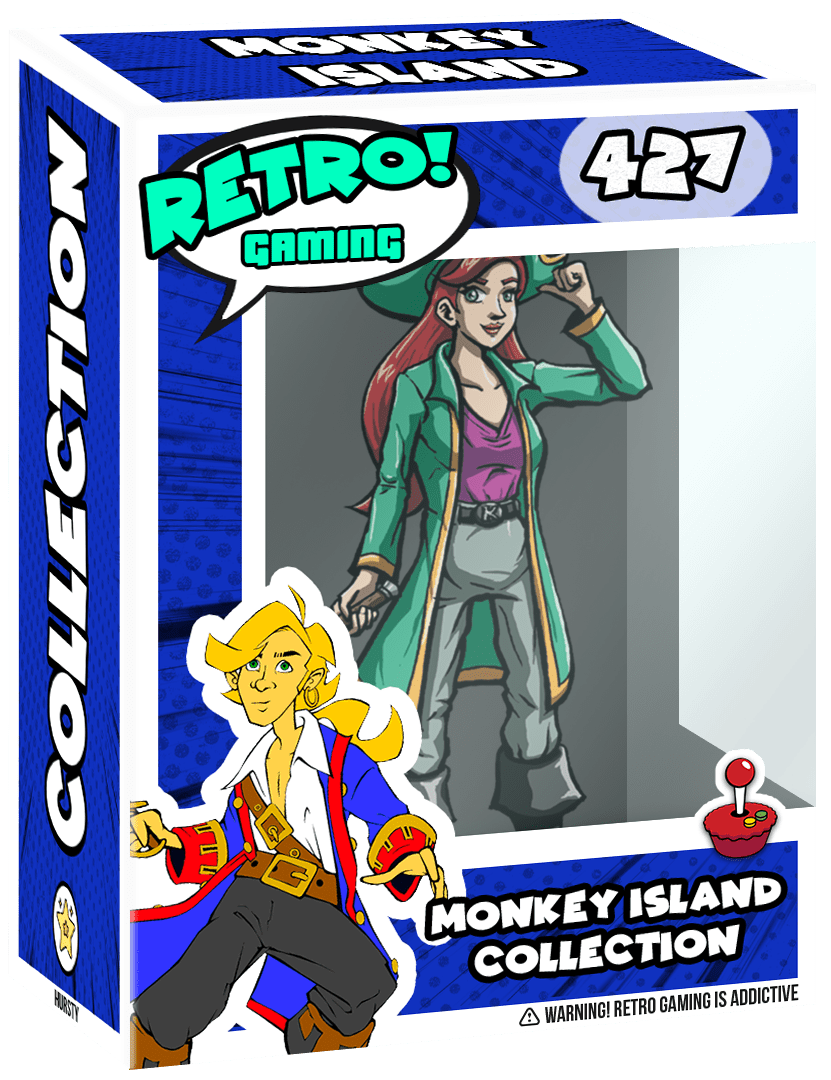 MONKEY
ISLAND
RETRO!
GAMING
427
COLLECTION
MONKEY ISLAND
COLLECTION
HURSTY
WARNING! RETRO GAMING IS ADDICTIVE